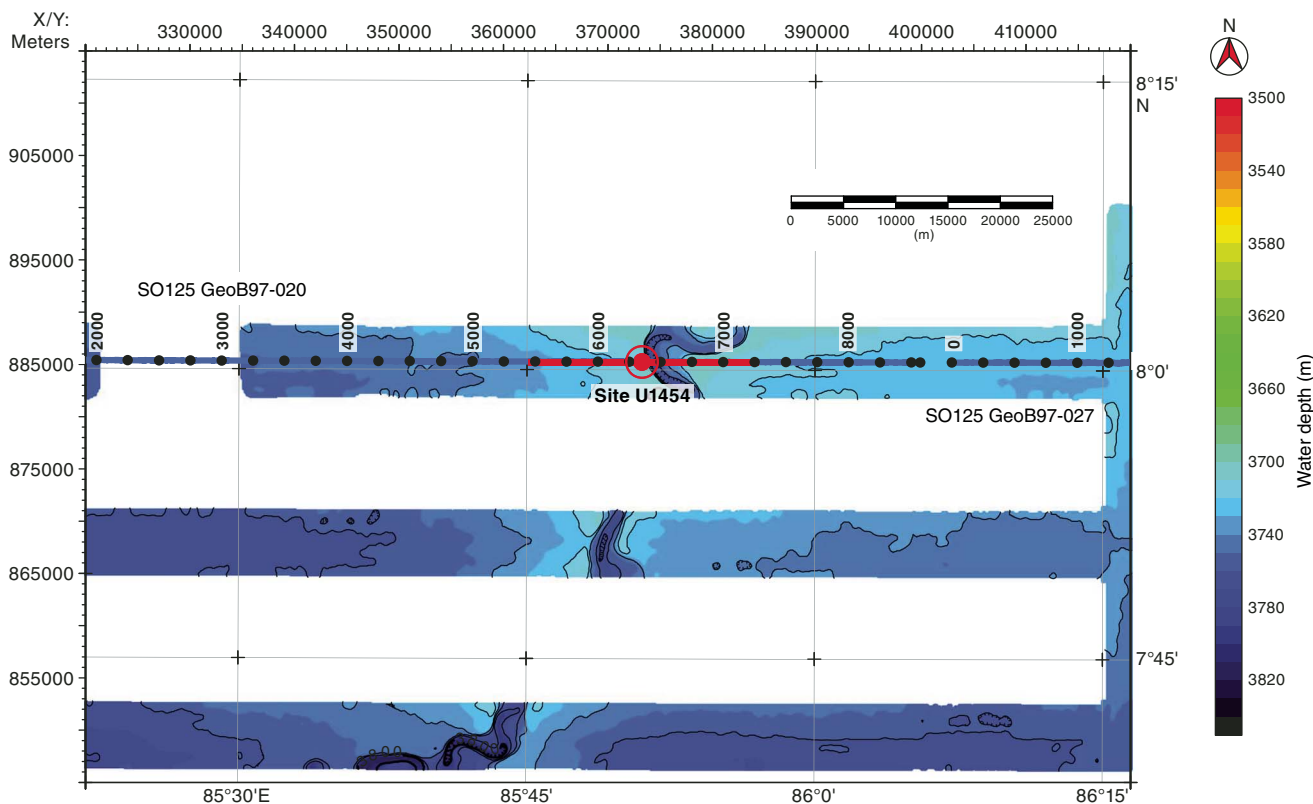 X/Y:
Meters
330000 340000 350000 360000 370000 380000 390000 400000 410000
N
8°15'
N
3500
905000
3540
0 5000 10000 15000 20000 25000
(m)
3580
895000
SO125 GeoB97-020
3620
2000 3000 4000 5000 6000 7000 8000 0 1000
885000
8°0'
Site U1454
3660
SO125 GeoB97-027
875000
3700
Water depth (m)
3740
865000
3780
7°45'
855000
3820
85°30'E 85°45' 86°0' 86°15'